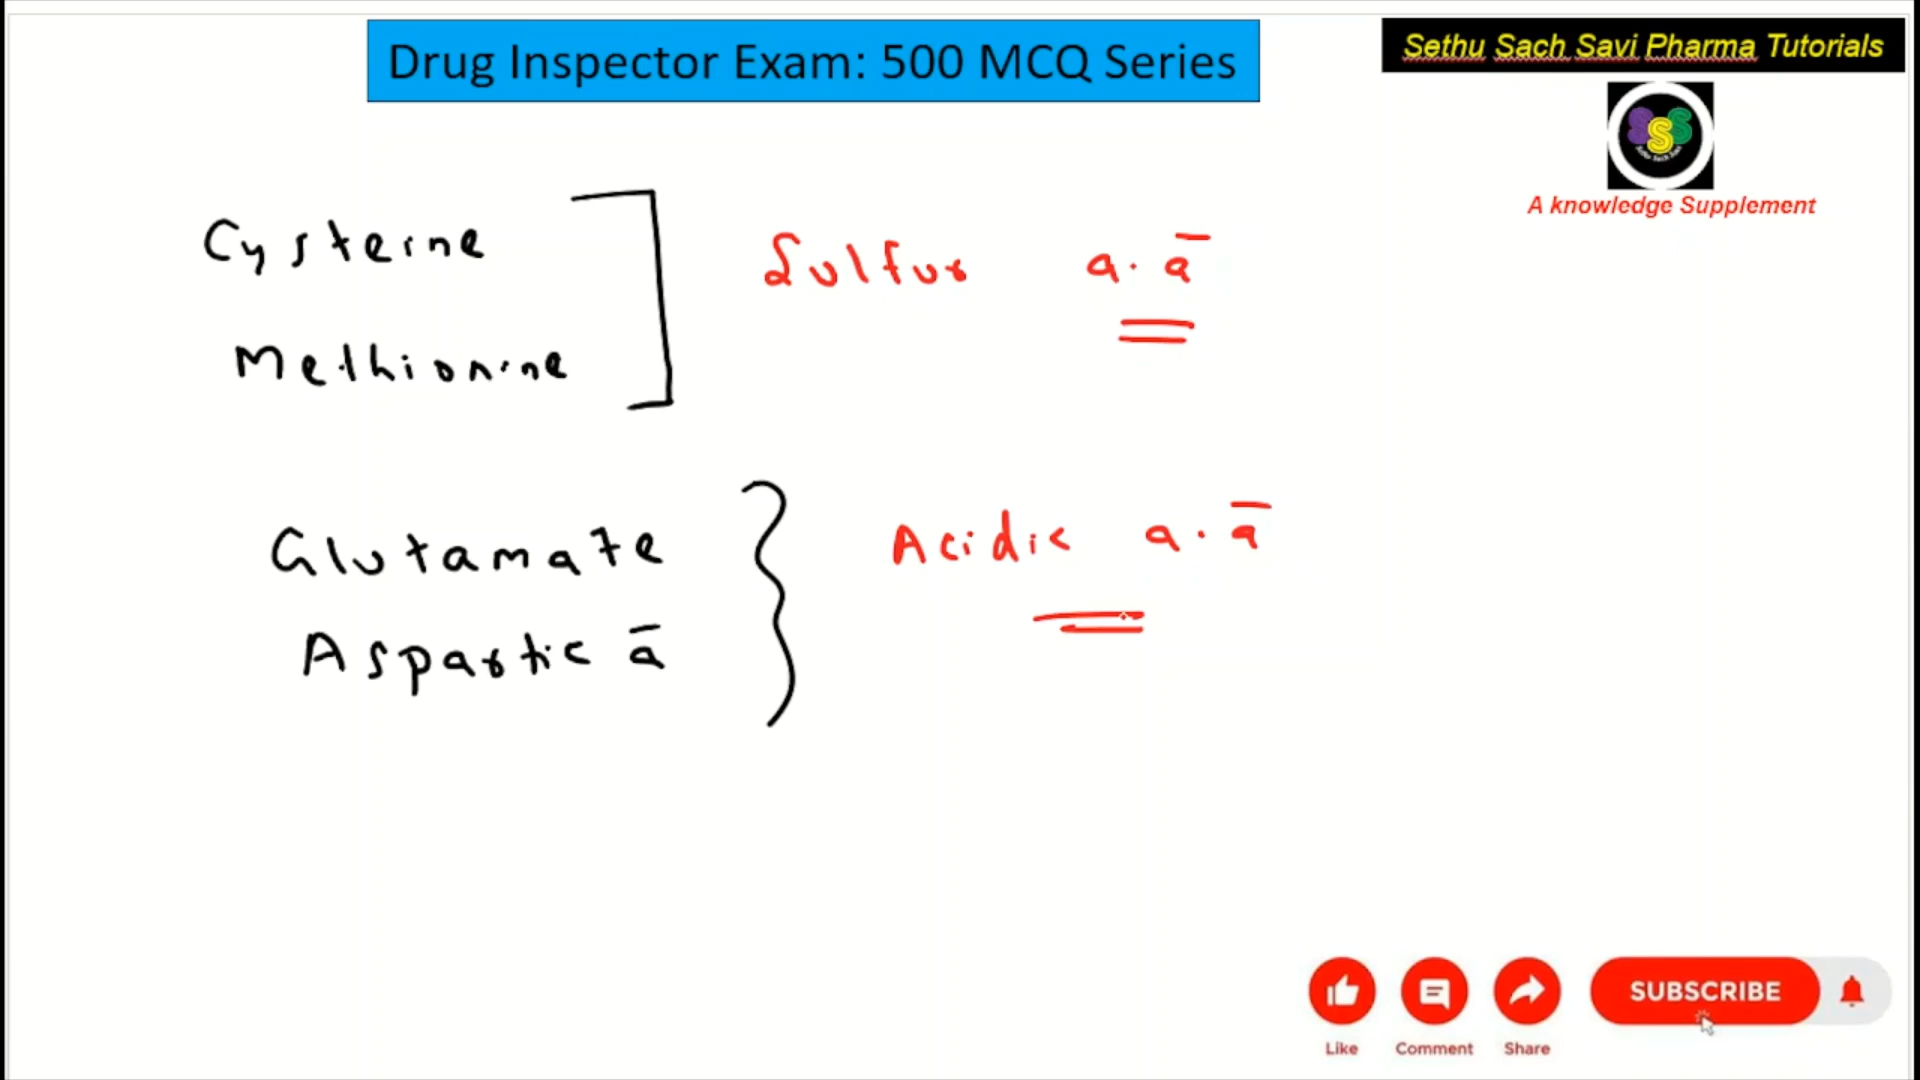 Drug Inspector Exam: 500 MCQ Series
Sethu Sach Savi Pharma Tutorials
SSS
A knowledge Supplement
Cysteine
Methionine
Sulfur a. ā
Glutamate
Aspartic ā
Acidic a. ā
SUBSCRIBE
Like
Comment
Share